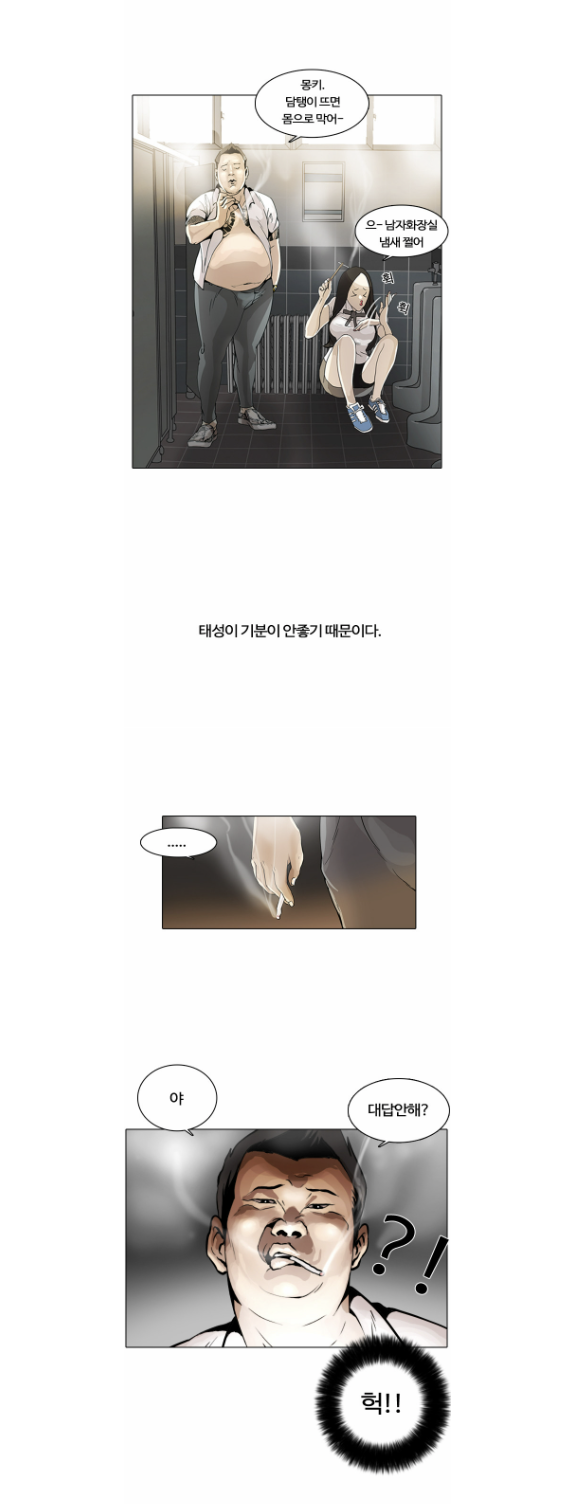 몽키.
담탱이 뜨면
몸으로 막어-
으- 남자화장실
냄새 쩔어
휙
휙
태성이 기분이 안좋기 때문이다.
.....
야
대답안해?
?!
헉!!